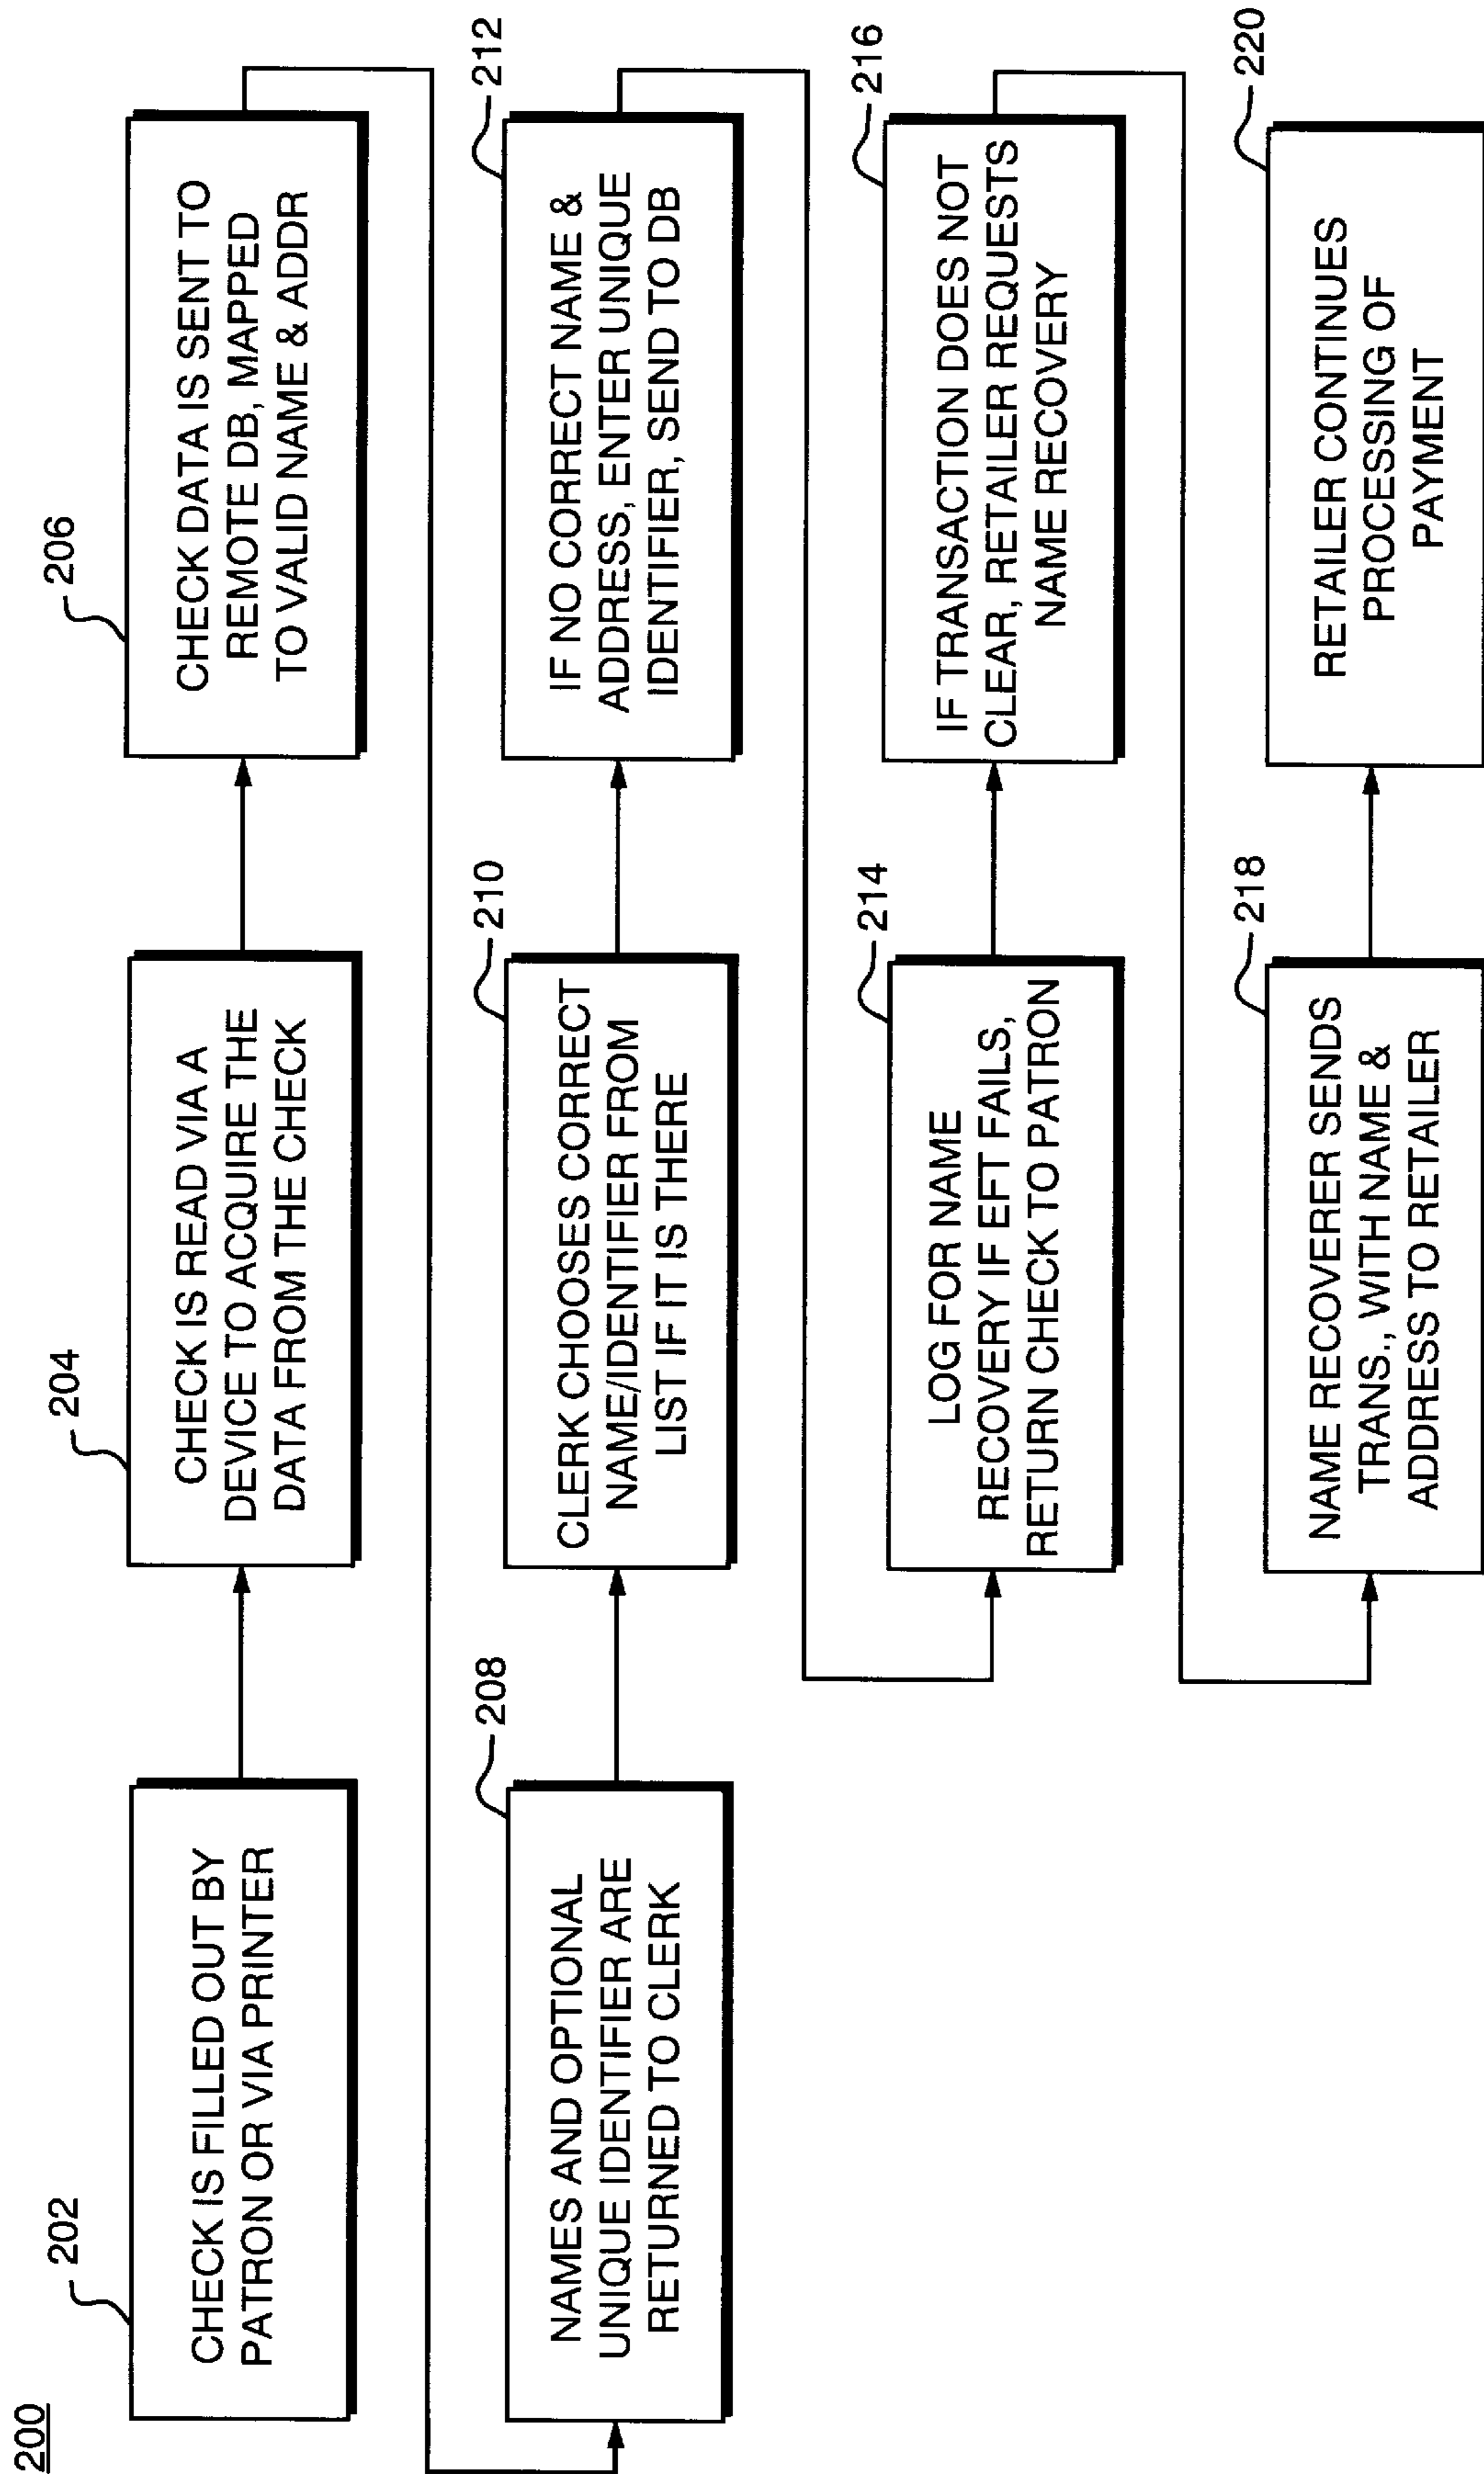 200
202
CHECK IS FILLED OUT BY
PATRON OR VIA PRINTER
204
CHECK IS READ VIA A
DEVICE TO ACQUIRE THE
DATA FROM THE CHECK
206
CHECK DATA IS SENT TO
REMOTE DB, MAPPED
TO VALID NAME & ADDR
208
NAMES AND OPTIONAL
UNIQUE IDENTIFIER ARE
RETURNED TO CLERK
210
CLERK CHOOSES CORRECT
NAME/IDENTIFIER FROM
LIST IF IT IS THERE
212
IF NO CORRECT NAME &
ADDRESS, ENTER UNIQUE
IDENTIFIER, SEND TO DB
214
LOG FOR NAME
RECOVERY IF EFT FAILS,
RETURN CHECK TO PATRON
216
IF TRANSACTION DOES NOT
CLEAR, RETAILER REQUESTS
NAME RECOVERY
218
NAME RECOVERER SENDS
TRANS., WITH NAME &
ADDRESS TO RETAILER
220
RETAILER CONTINUES
PROCESSING OF
PAYMENT